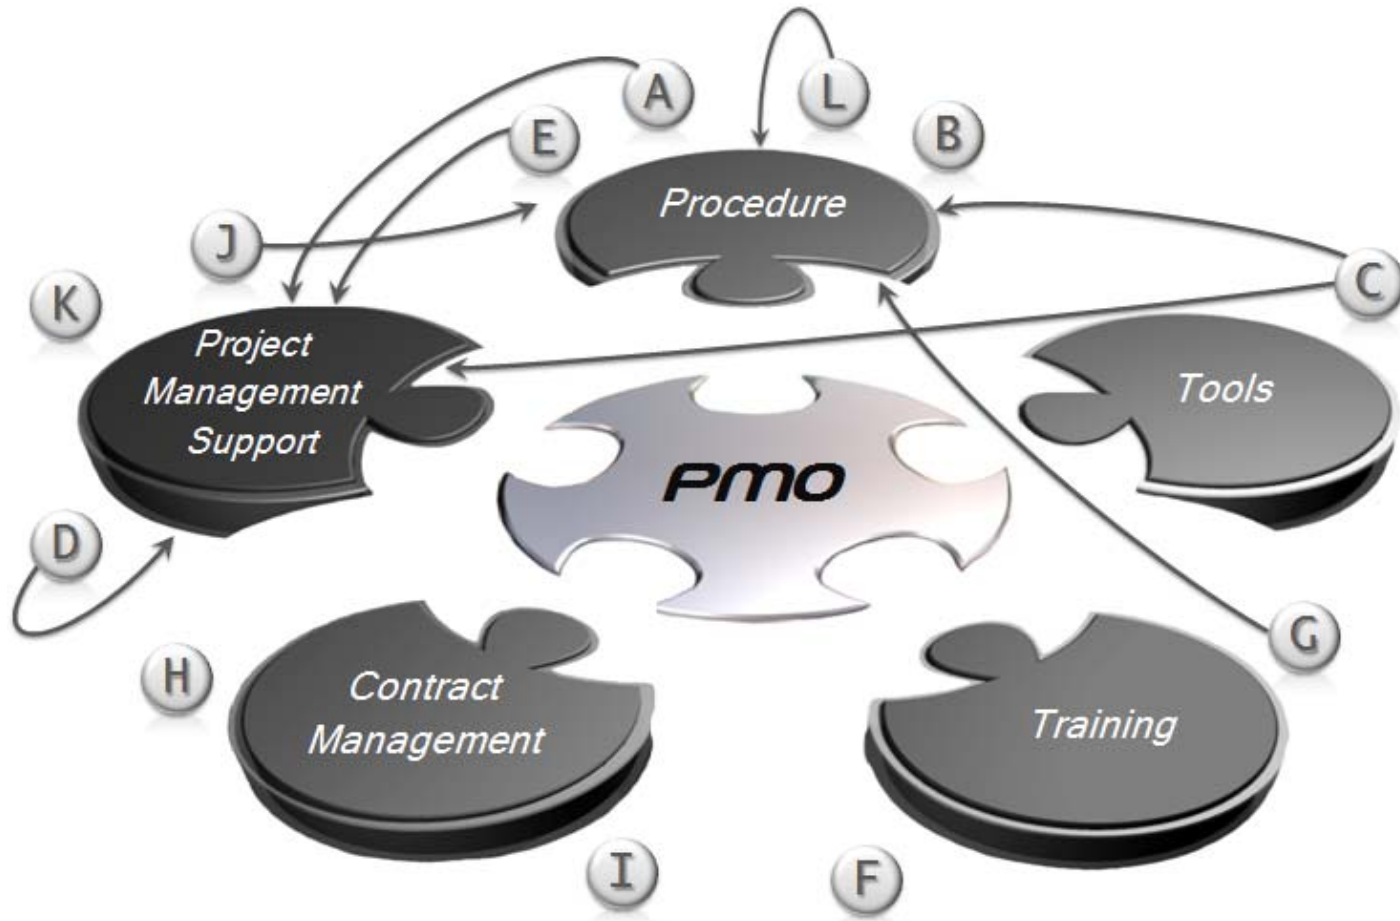 A
L
B
E
Procedure
J
C
K
Project
Management
Support
Tools
PMO
D
G
H
Contract
Management
Training
I
F